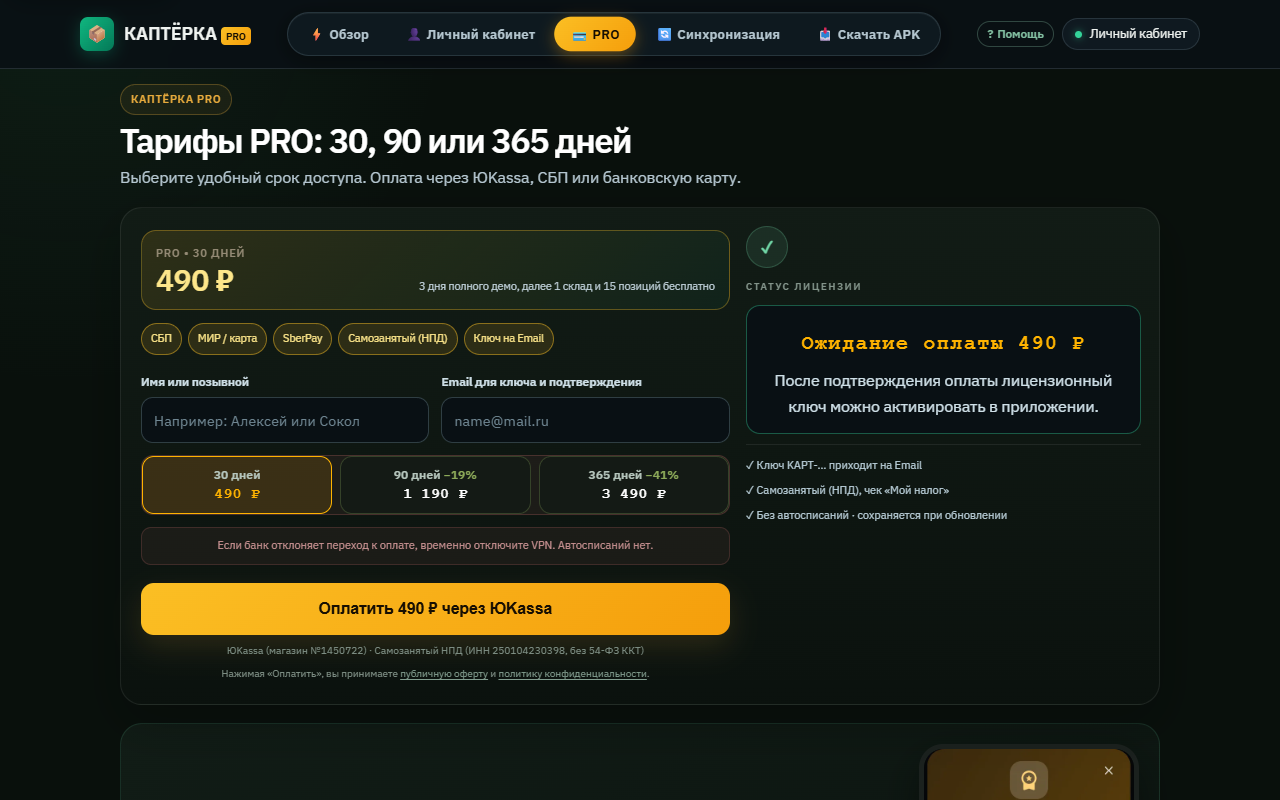 КАПТЁРКА PRO
Обзор
Личный кабинет
PRO
Синхронизация
Скачать APK
? Помощь
Личный кабинет
КАПТЁРКА PRO
Тарифы PRO: 30, 90 или 365 дней
Выберите удобный срок доступа. Оплата через ЮKassa, СБП или банковскую карту.
PRO • 30 ДНЕЙ
490 ₽
3 дня полного демо, далее 1 склад и 15 позиций бесплатно
СБП
МИР / карта
SberPay
Самозанятый (НПД)
Ключ на Email
Имя или позывной
Email для ключа и подтверждения
Например: Алексей или Сокол
name@mail.ru
30 дней
490 ₽
90 дней −19%
1 190 ₽
365 дней −41%
3 490 ₽
Если банк отклоняет переход к оплате, временно отключите VPN. Автосписаний нет.
Оплатить 490 ₽ через ЮKassa
ЮKassa (магазин №1450722) · Самозанятый НПД (ИНН 250104230398, без 54-ФЗ ККТ)
Нажимая «Оплатить», вы принимаете публичную оферту и политику конфиденциальности.
✓
СТАТУС ЛИЦЕНЗИИ
Ожидание оплаты 490 ₽
После подтверждения оплаты лицензионный
ключ можно активировать в приложении.
✓ Ключ КАРТ-... приходит на Email
✓ Самозанятый (НПД), чек «Мой налог»
✓ Без автосписаний · сохраняется при обновлении
×